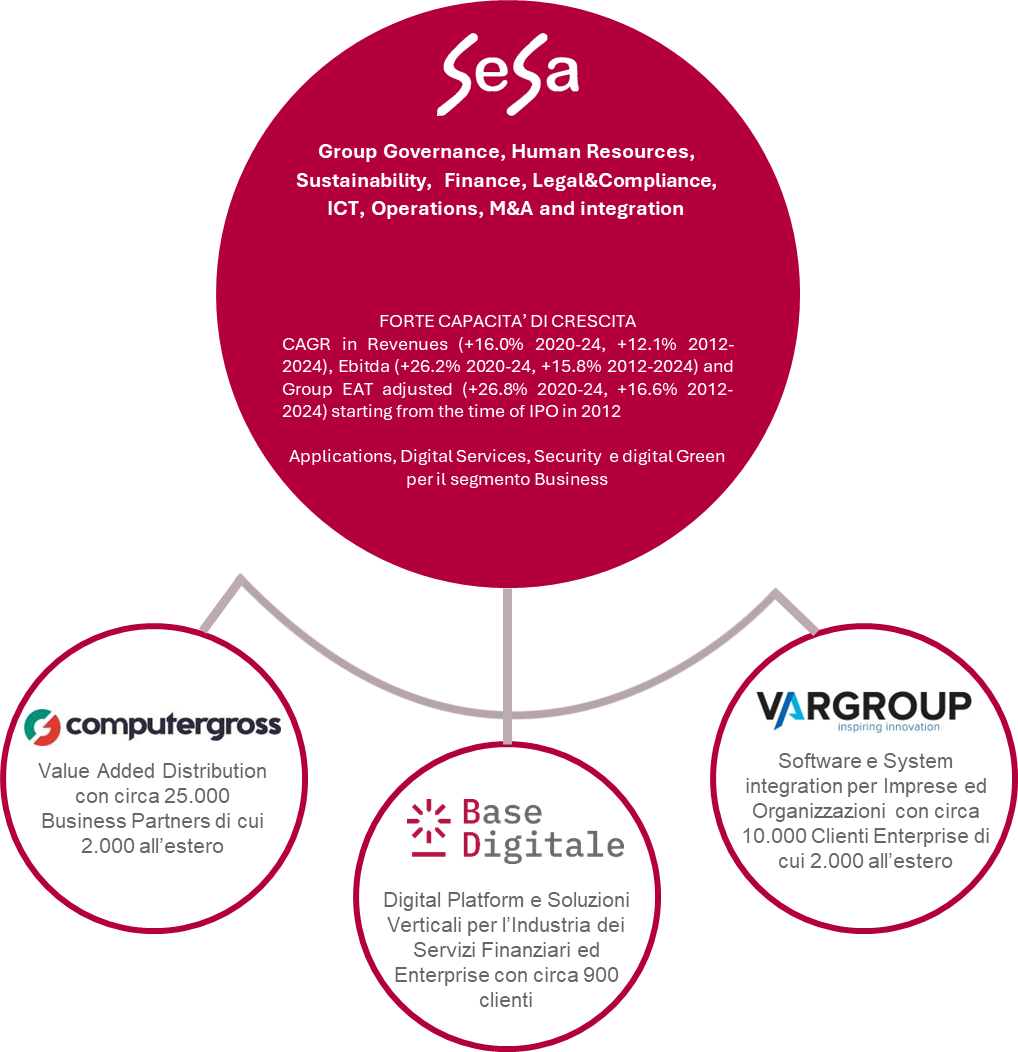 SeSa
Group Governance, Human Resources,
Sustainability, Finance, Legal&Compliance,
ICT, Operations, M&A and integration
FORTE CAPACITA’ DI CRESCITA
CAGR in Revenues (+16.0% 2020-24, +12.1% 2012-
2024), Ebitda (+26.2% 2020-24, +15.8% 2012-2024) and
Group EAT adjusted (+26.8% 2020-24, +16.6% 2012-
2024) starting from the time of IPO in 2012
Applications, Digital Services, Security e digital Green
per il segmento Business
computergross
Value Added Distribution
con circa 25.000
Business Partners di cui
2.000 all’estero
Base
Digitale
Digital Platform e Soluzioni
Verticali per l’Industria dei
Servizi Finanziari ed
Enterprise con circa 900
clienti
VARGROUP
inspiring innovation
Software e System
integration per Imprese ed
Organizzazioni con circa
10.000 Clienti Enterprise di
cui 2.000 all’estero